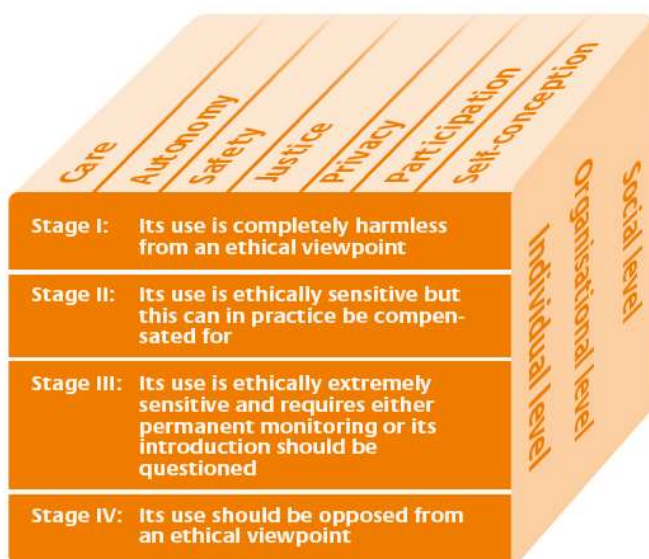 Care
Autonomy
Safety
Justice
Privacy
Participation
Self-conception
Stage I: Its use is completely harmless
from an ethical viewpoint
Stage II: Its use is ethically sensitive but
this can in practice be compen-
sated for
Stage III: Its use is ethically extremely
sensitive and requires either
permanent monitoring or its
introduction should be
questioned
Stage IV: Its use should be opposed from
an ethical viewpoint
Individual level
Organisational level
Social level